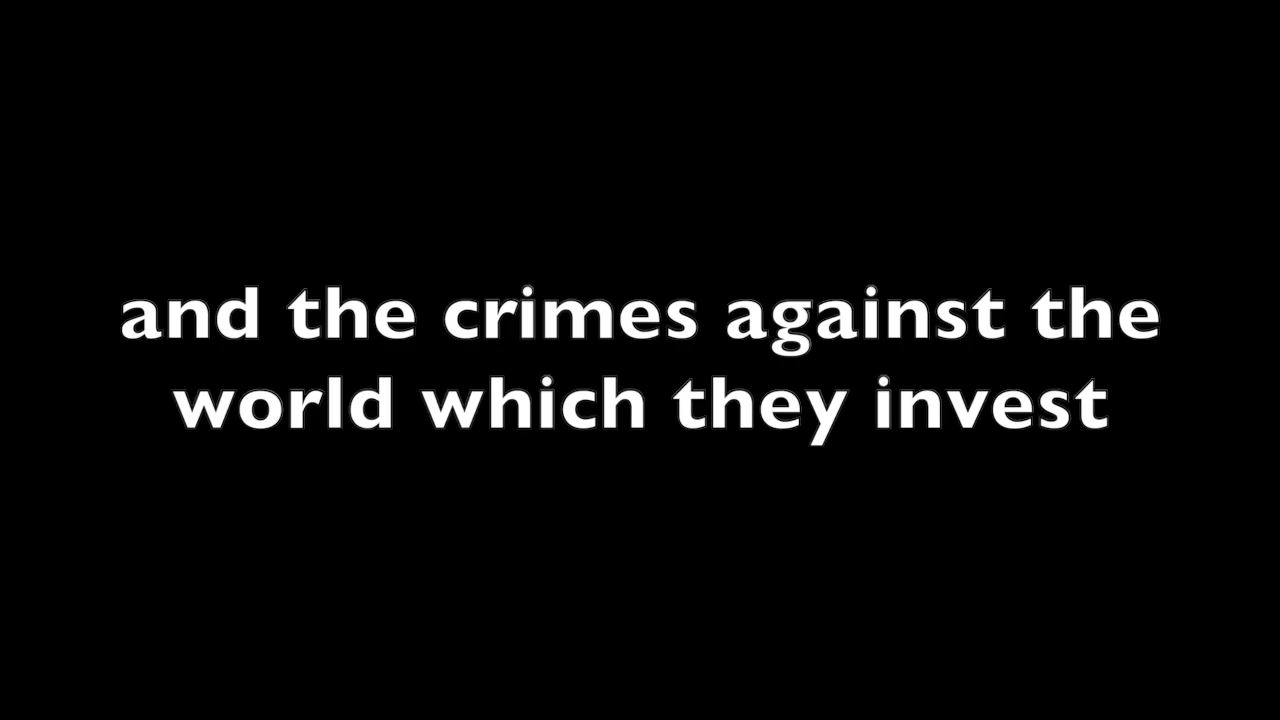 and the crimes against the
world which they invest